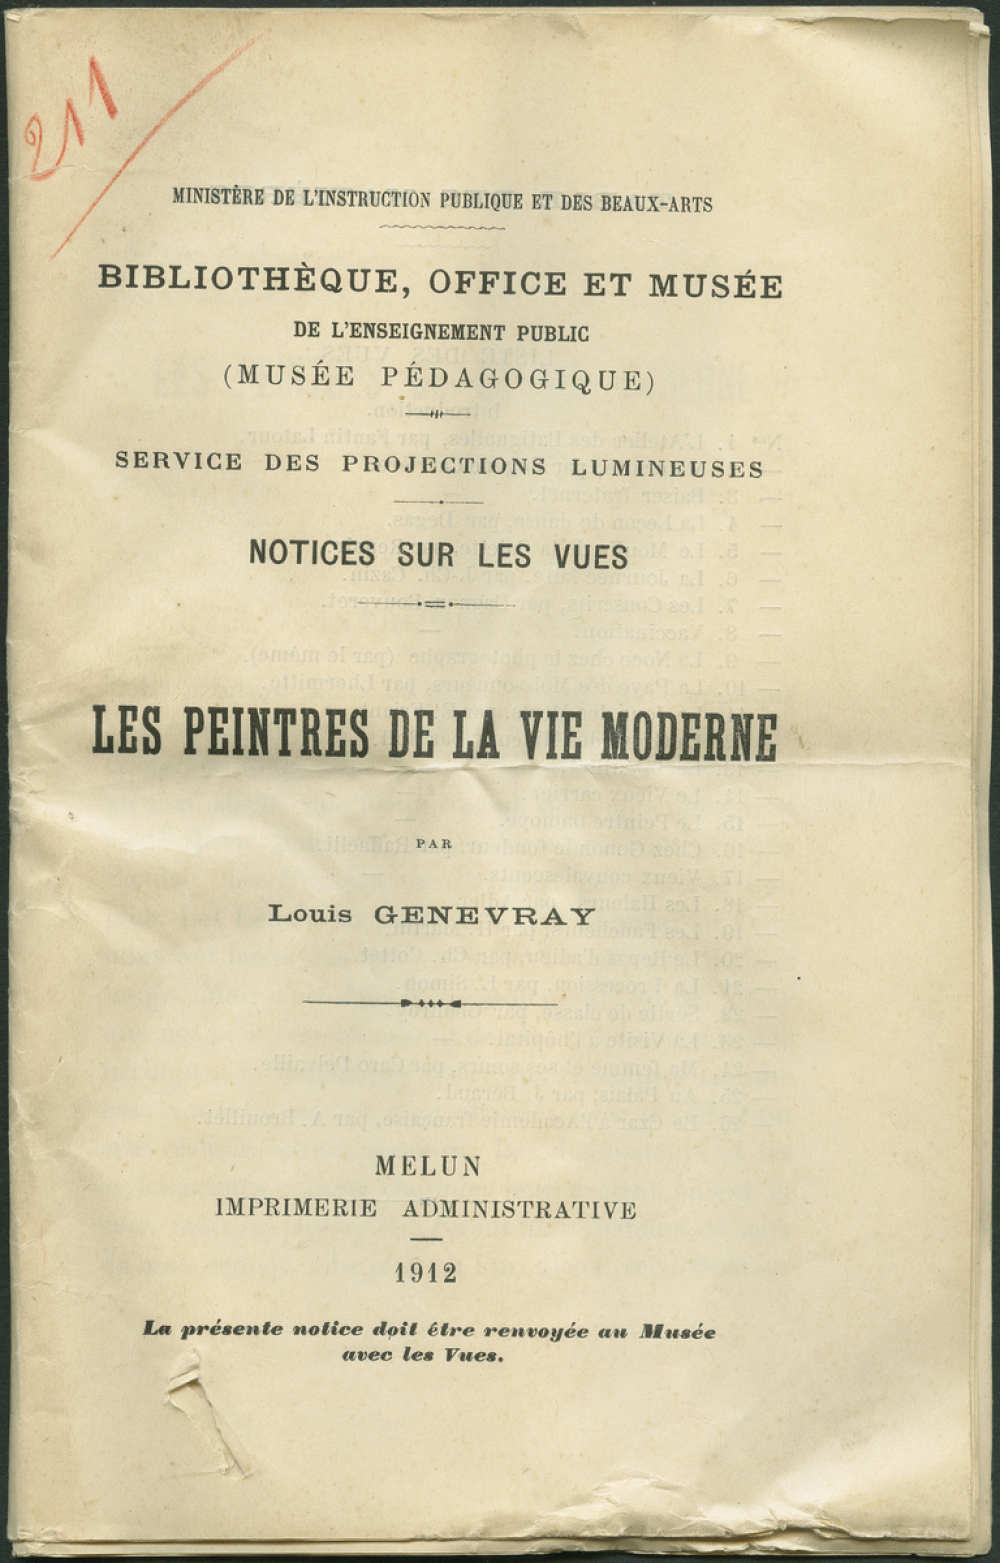 211
MINISTÈRE DE L'INSTRUCTION PUBLIQUE ET DES BEAUX-ARTS
BIBLIOTHÈQUE, OFFICE ET MUSÉE
DE L'ENSEIGNEMENT PUBLIC
(MUSÉE PÉDAGOGIQUE)
SERVICE DES PROJECTIONS LUMINEUSES
NOTICES SUR LES VUES
LES PEINTRES DE LA VIE MODERNE
PAR
Louis GENEVRAY
MELUN
IMPRIMERIE ADMINISTRATIVE
1912
La présente notice doit être renvoyée au Musée
avec les Vues.